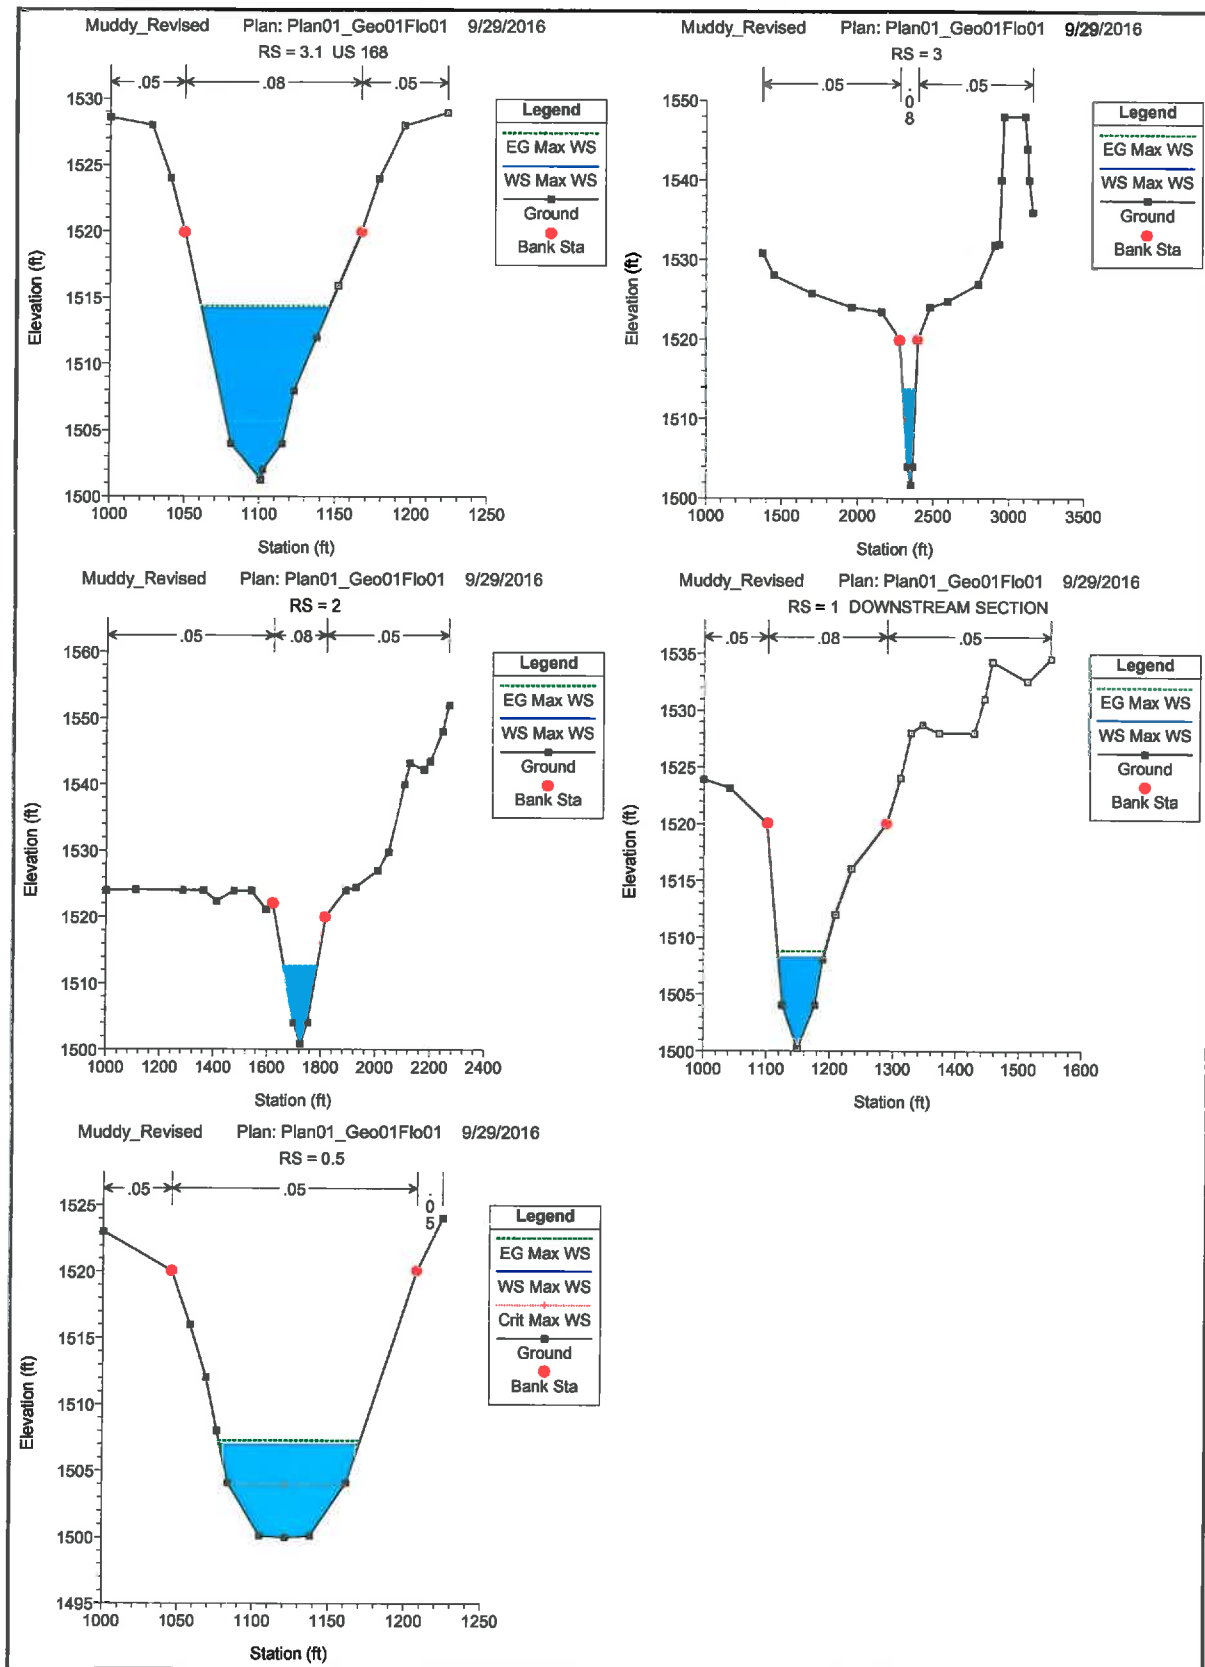 Muddy_Revised Plan: Plan01_Geo01Flo01 9/29/2016
RS = 3.1 US 168
.05 .08 .05
Legend
EG Max WS
WS Max WS
Ground
Bank Sta
Elevation (ft)
1530
1525
1520
1515
1510
1505
1500
1000 1050 1100 1150 1200 1250
Station (ft)
Muddy_Revised Plan: Plan01_Geo01Flo01 9/29/2016
RS = 3
.05 .08 .05
Legend
EG Max WS
WS Max WS
Ground
Bank Sta
Elevation (ft)
1550
1540
1530
1520
1510
1500
1000 1500 2000 2500 3000 3500
Station (ft)
Muddy_Revised Plan: Plan01_Geo01Flo01 9/29/2016
RS = 2
.05 .08 .05
Legend
EG Max WS
WS Max WS
Ground
Bank Sta
Elevation (ft)
1560
1550
1540
1530
1520
1510
1500
1000 1200 1400 1600 1800 2000 2200 2400
Station (ft)
Muddy_Revised Plan: Plan01_Geo01Flo01 9/29/2016
RS = 1 DOWNSTREAM SECTION
.05 .08 .05
Legend
EG Max WS
WS Max WS
Ground
Bank Sta
Elevation (ft)
1535
1530
1525
1520
1515
1510
1505
1500
1000 1100 1200 1300 1400 1500 1600
Station (ft)
Muddy_Revised Plan: Plan01_Geo01Flo01 9/29/2016
RS = 0.5
.05 .05 .05
Legend
EG Max WS
WS Max WS
Crit Max WS
Ground
Bank Sta
Elevation (ft)
1525
1520
1515
1510
1505
1500
1495
1000 1050 1100 1150 1200 1250
Station (ft)